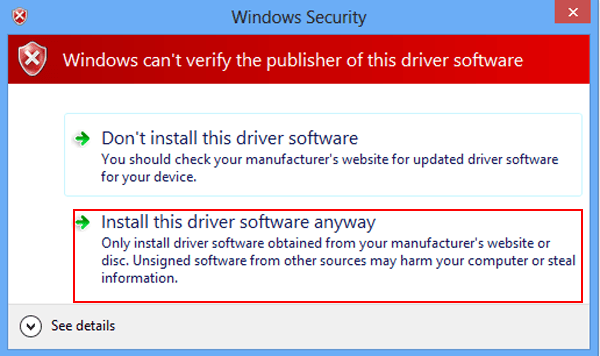 Windows Security
Windows can't verify the publisher of this driver software
Don't install this driver software
You should check your manufacturer's website for updated driver software
for your device.
Install this driver software anyway
Only install driver software obtained from your manufacturer's website or
disc. Unsigned software from other sources may harm your computer or steal
information.
See details